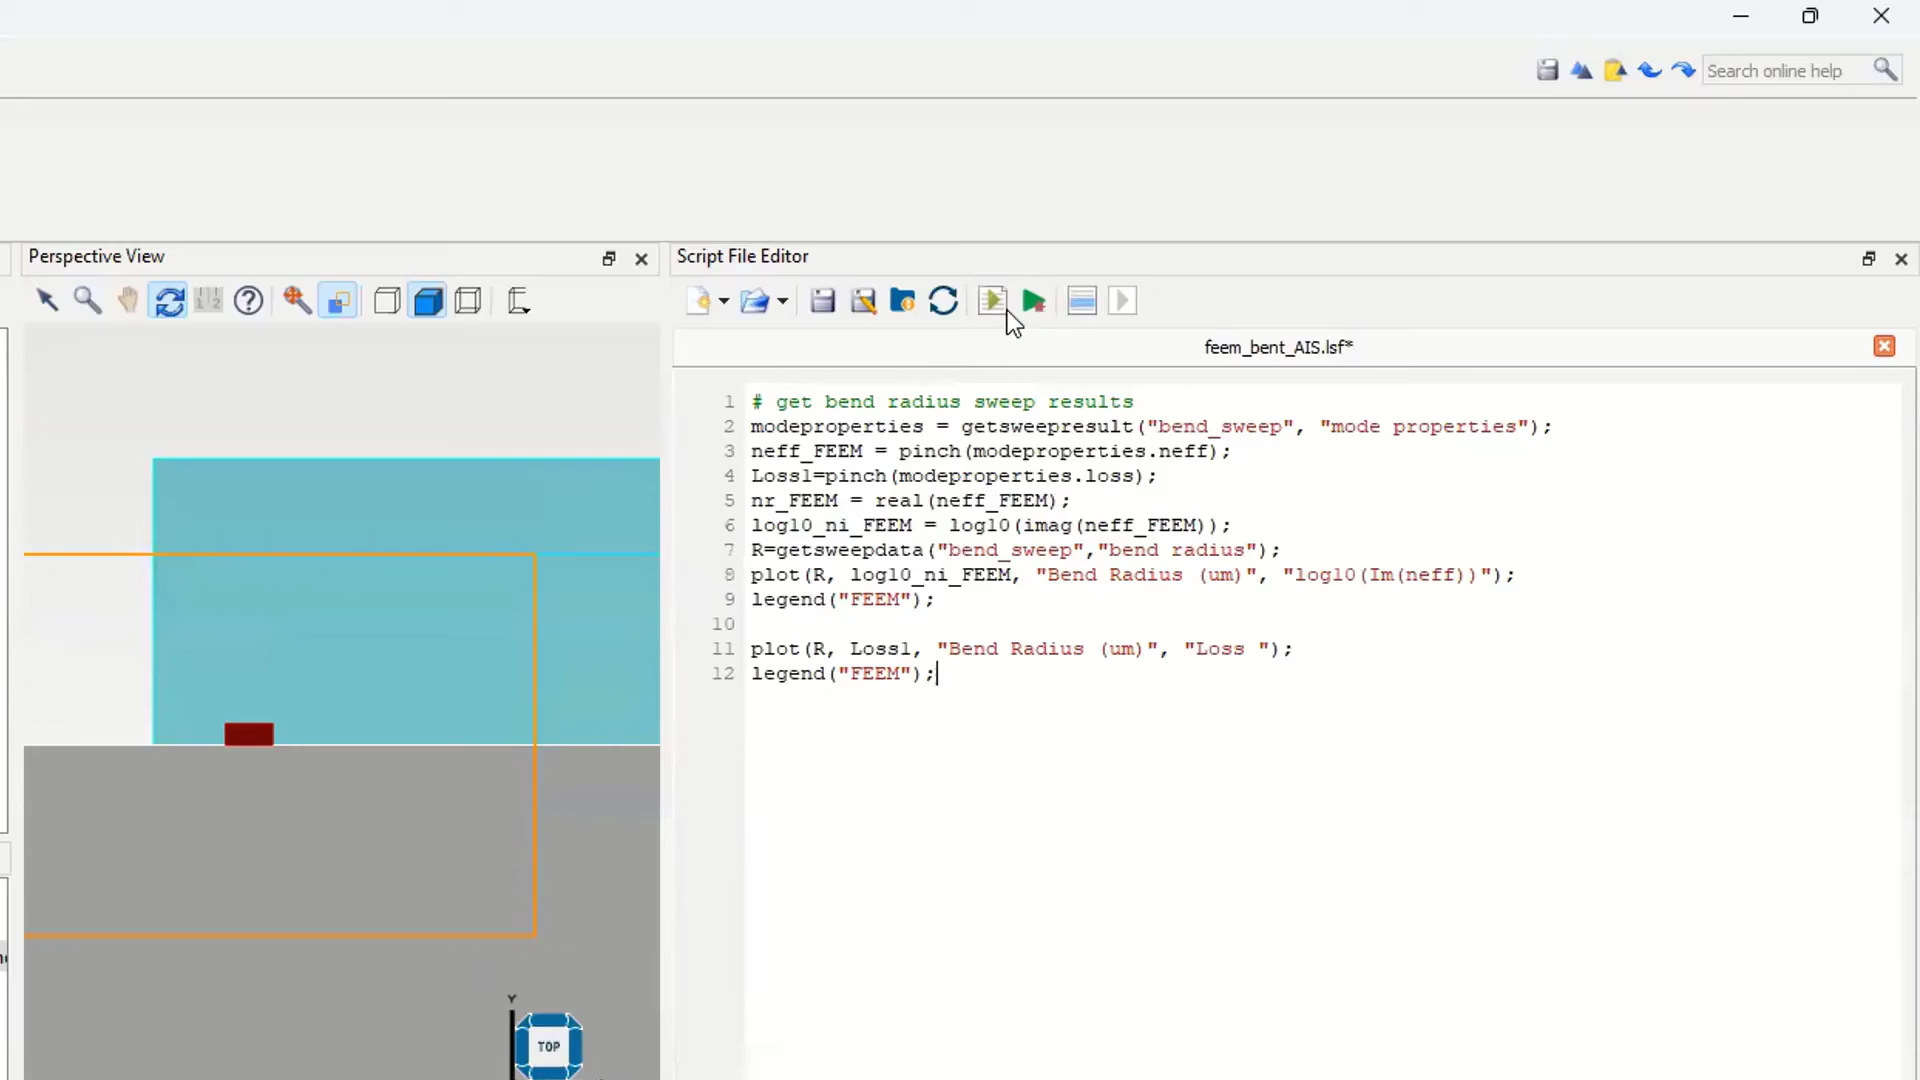 Search online help
Perspective View
Script File Editor
feem_bent_AIS.lsf*
1 # get bend radius sweep results
2 modeproperties = getsweepresult("bend_sweep", "mode properties");
3 neff_FEEM = pinch(modeproperties.neff);
4 Loss1=pinch(modeproperties.loss);
5 nr_FEEM = real(neff_FEEM);
6 log10_ni_FEEM = log10(imag(neff_FEEM));
7 R=getsweepdata("bend_sweep","bend radius");
8 plot(R, log10_ni_FEEM, "Bend Radius (um)", "log10(Im(neff))");
9 legend("FEEM");
10
11 plot(R, Loss1, "Bend Radius (um)", "Loss ");
12 legend("FEEM");
Y
TOP